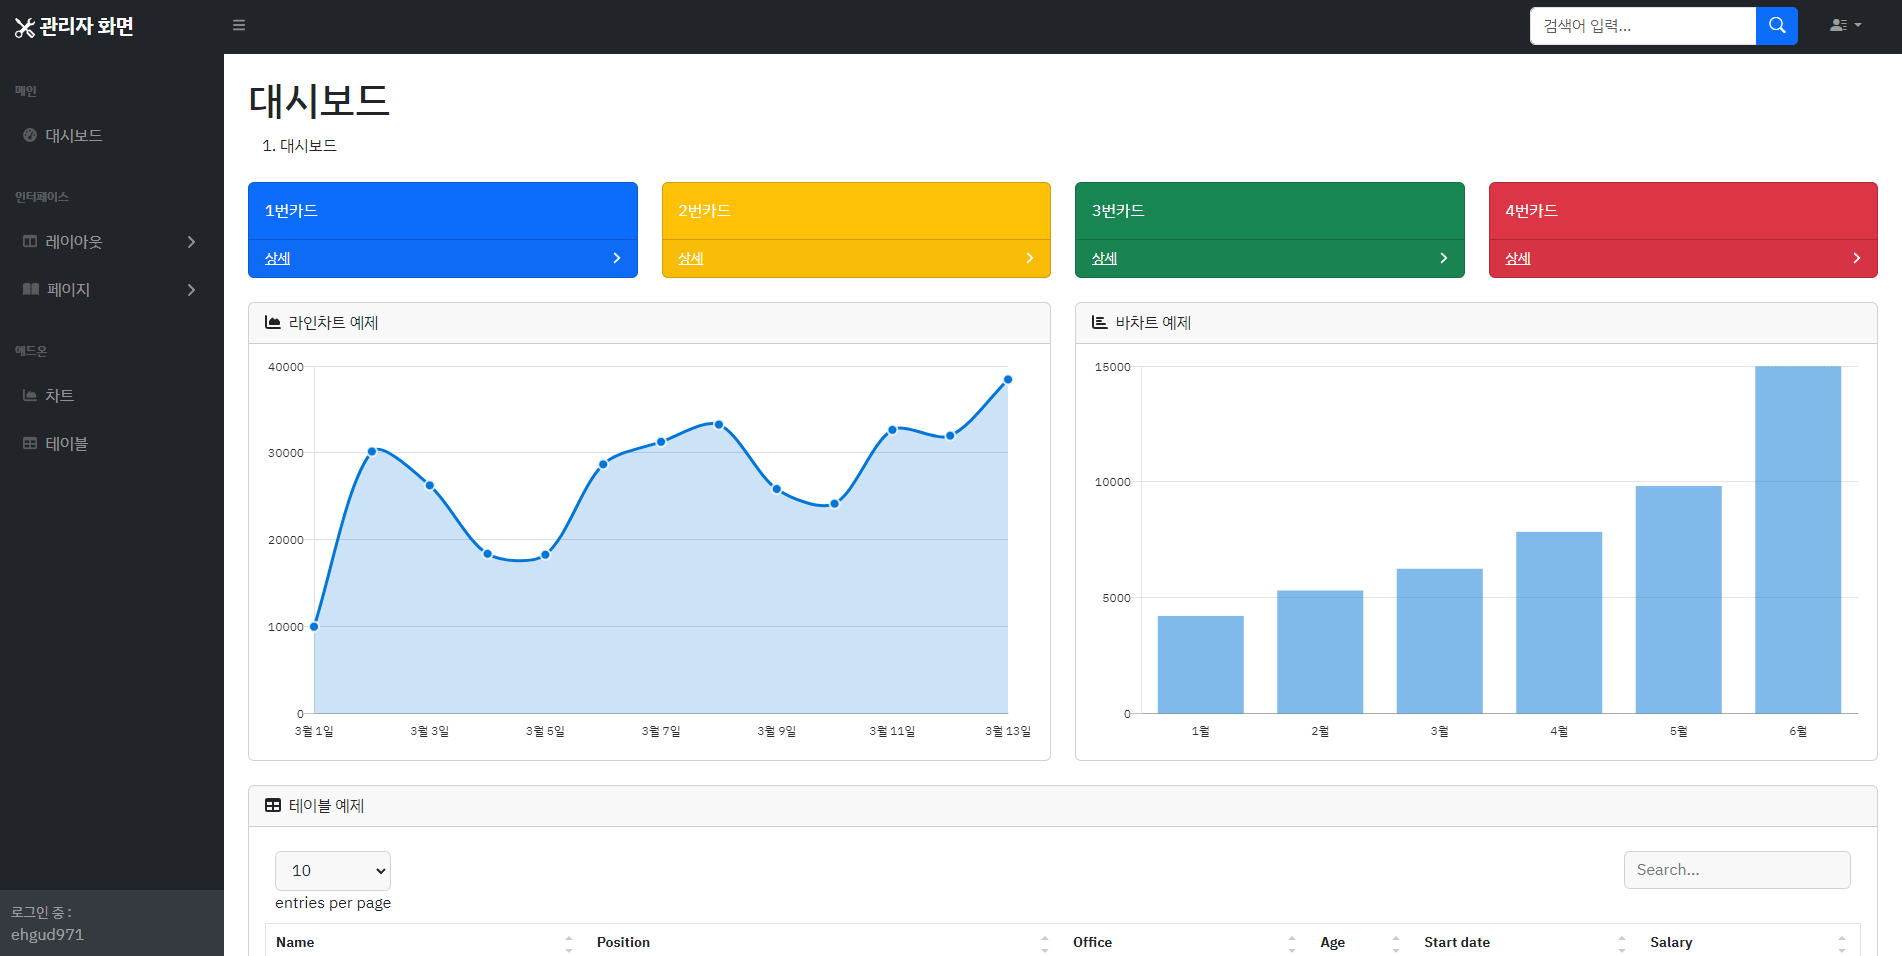 관리자 화면
검색어 입력...
메인
대시보드
인터페이스
레이아웃
페이지
애드온
차트
테이블
로그인 중 :
ehgud971
대시보드
1. 대시보드
1번카드
상세
2번카드
상세
3번카드
상세
4번카드
상세
라인차트 예제
40000
30000
20000
10000
0
3월 1일 3월 3일 3월 5일 3월 7일 3월 9일 3월 11일 3월 13일
바차트 예제
15000
10000
5000
0
1월 2월 3월 4월 5월 6월
테이블 예제
10
entries per page
Search...
Name Position Office Age Start date Salary